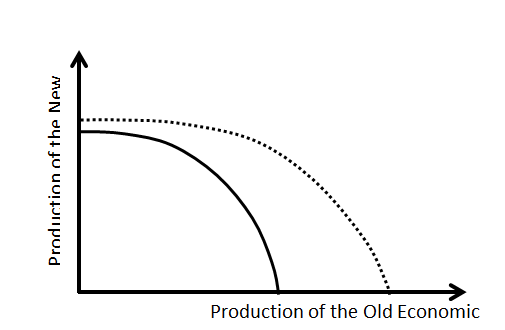 Production of the New
Production of the Old Economic